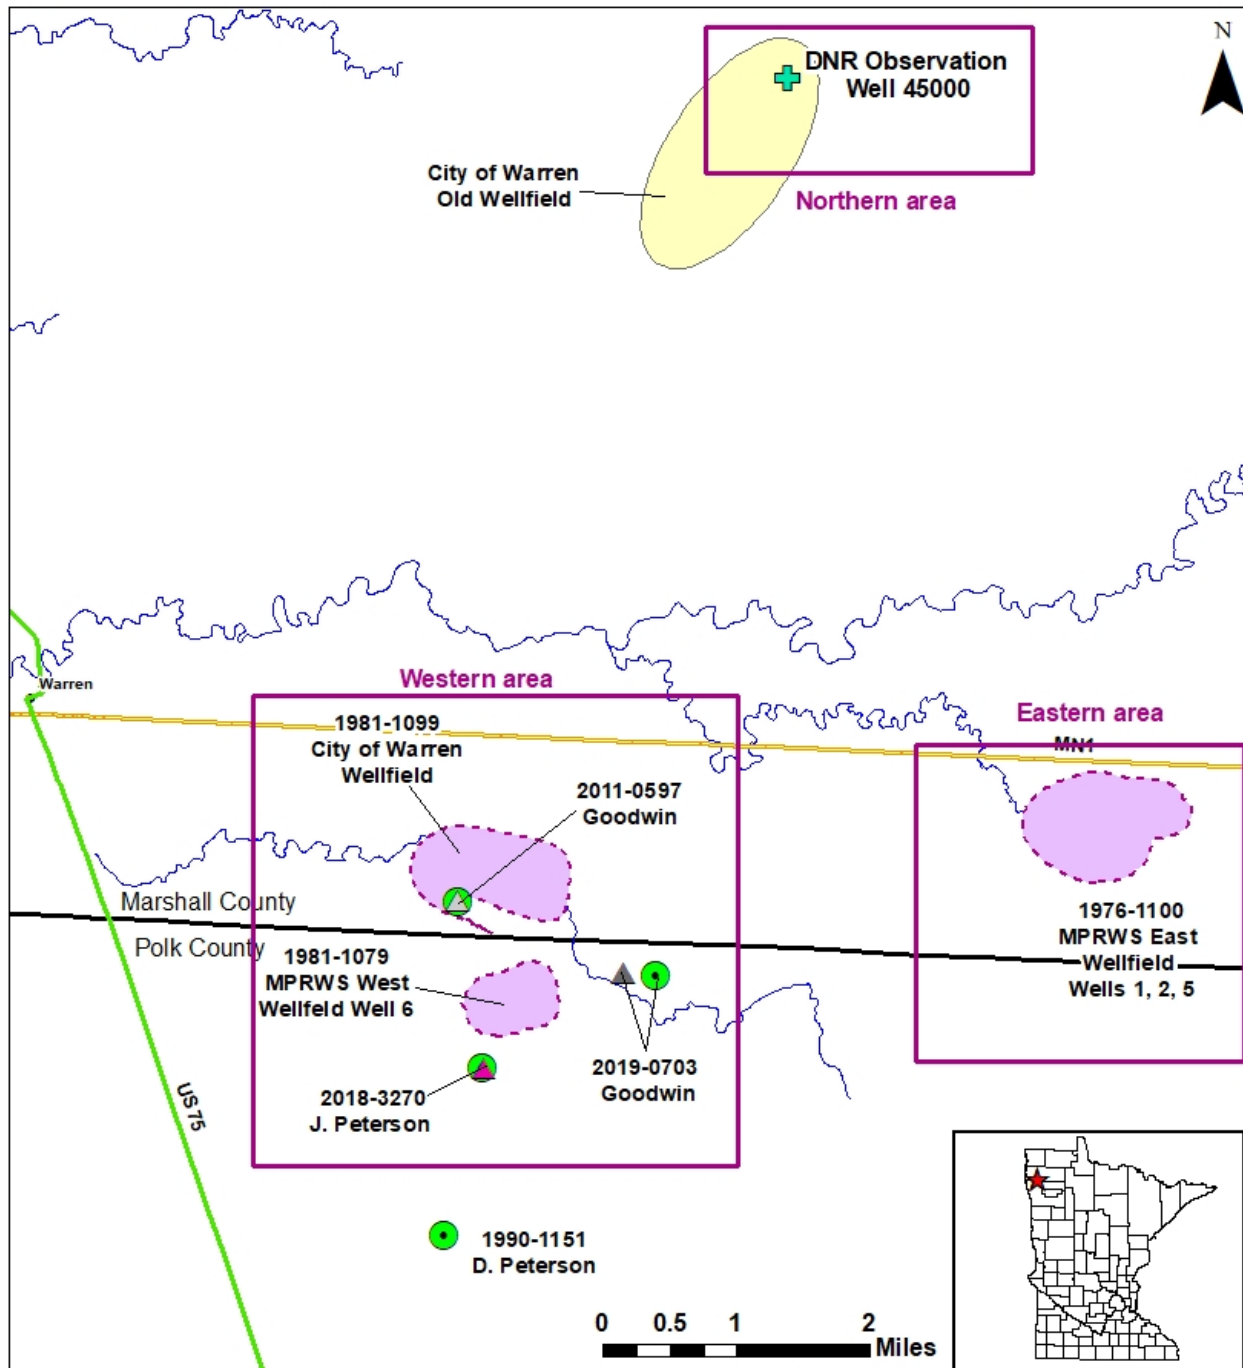 N
DNR Observation
Well 45000
City of Warren
Old Wellfield
Northern area
Warren
Western area
Eastern area
MN1
1981-1099
City of Warren
Wellfield
2011-0597
Goodwin
Marshall County
Polk County
1976-1100
MPRWS East
Wellfield
Wells 1, 2, 5
1981-1079
MPRWS West
Wellfeld Well 6
2019-0703
Goodwin
2018-3270
J. Peterson
US 75
1990-1151
D. Peterson
0 0.5 1 2
Miles